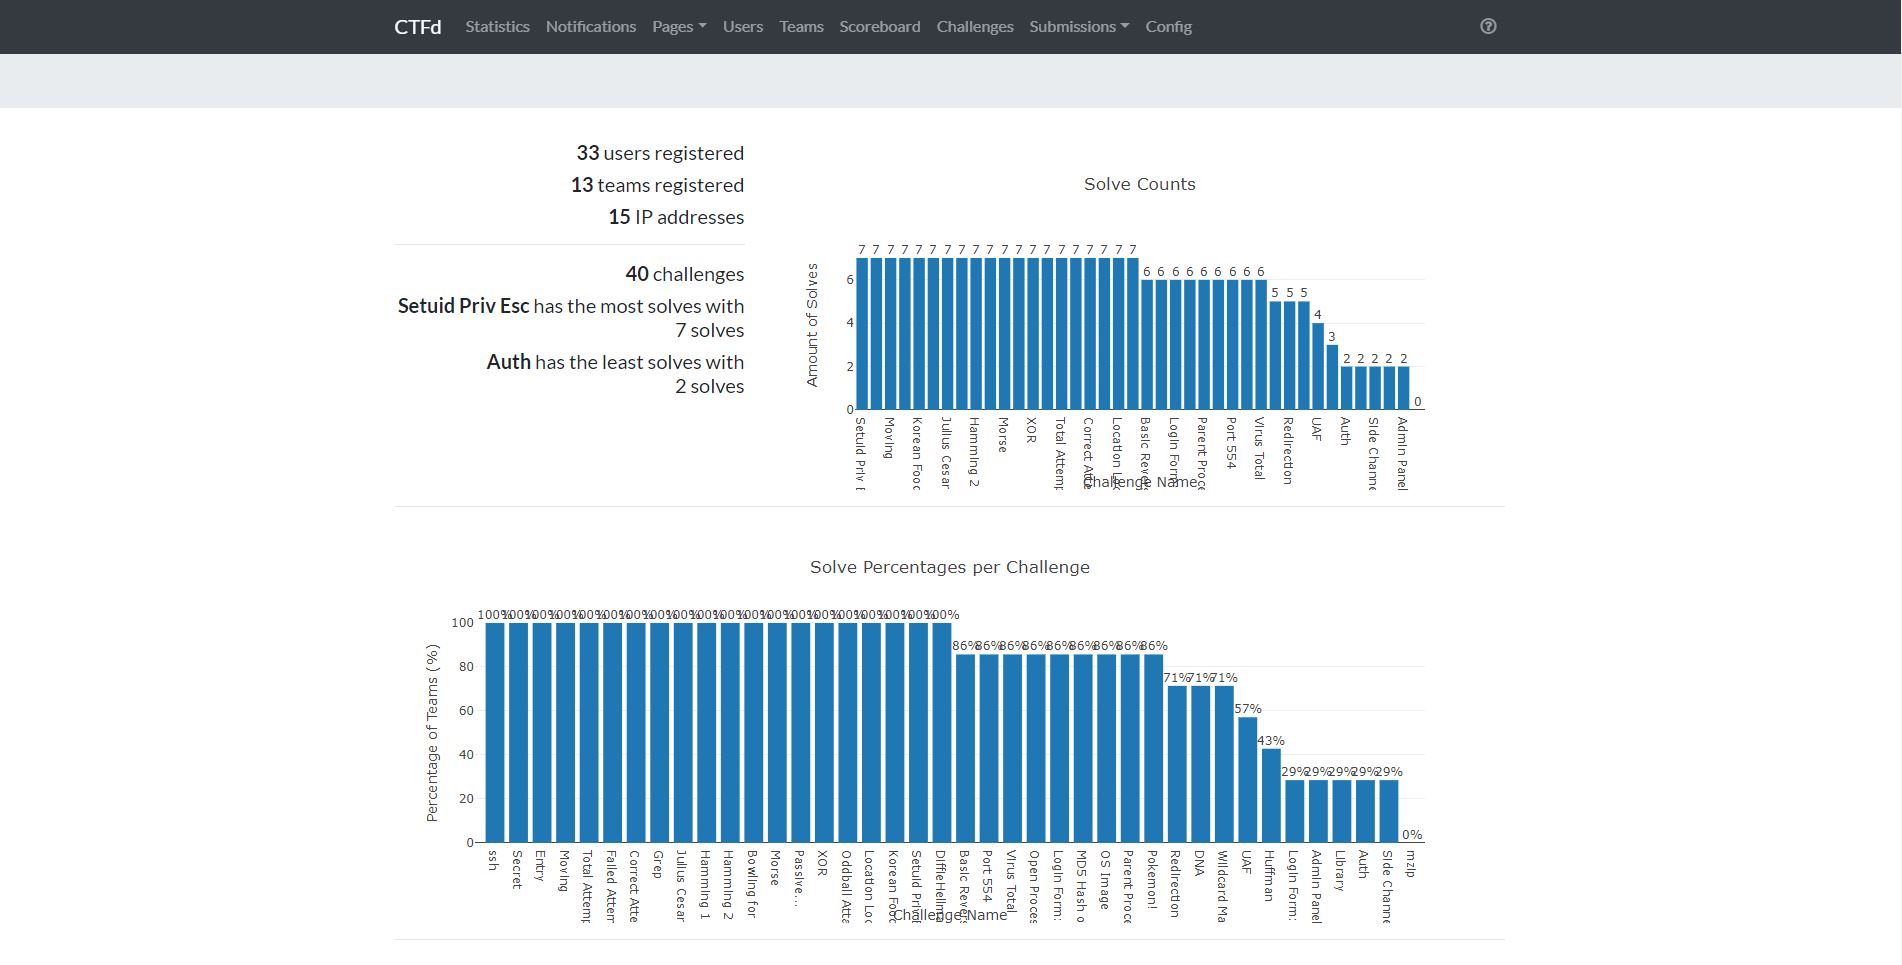 CTFd Statistics Notifications Pages Users Teams Scoreboard Challenges Submissions Config
33 users registered
13 teams registered
15 IP addresses
40 challenges
Setuid Priv Esc has the most solves with
7 solves
Auth has the least solves with
2 solves
Solve Counts
7 7 7 7 7 7 7 7 7 7 7 7 7 7 7 7 7 7 7 7 6 6 6 6 6 6 6 6 6 5 5 5 4 3 2 2 2 2 2 0
Amount of Solves
6
4
2
0
Setuid Priv E
Moving
Korean Food
Julius Cesar
Hamming 2
Morse
XOR
Total Attemp
Correct Atte
Location Loc
Basic Revers
Login Form:
Parent Proce
Port 554
Virus Total
Redirection
UAF
Auth
Side Channe
Admin Panel
Challenge Name
Solve Percentages per Challenge
100% 100% 100% 100% 100% 100% 100% 100% 100% 100% 100% 100% 100% 100% 100% 100% 100% 100% 100% 100% 86% 86% 86% 86% 86% 86% 86% 86% 86% 71% 71% 71% 57% 43% 29% 29% 29% 29% 29% 0%
Percentage of Teams (%)
100
80
60
40
20
0
ssh
Secret
Entry
Moving
Total Attemp
Failed Attem
Correct Atte
Grep
Julius Cesar
Hamming 1
Hamming 2
Bowling for
Morse
Passive...
XOR
Oddball Atta
Location Loc
Korean Food
Setuid Priv E
DiffieHellma
Basic Revers
Port 554
Virus Total
Open Proces
Login Form:
MD5 Hash o
OS Image
Parent Proce
Pokemon!
Redirection
DNA
Wildcard Ma
UAF
Huffman
Login Form:
Admin Panel
Library
Auth
Side Channe
mzip
Challenge Name